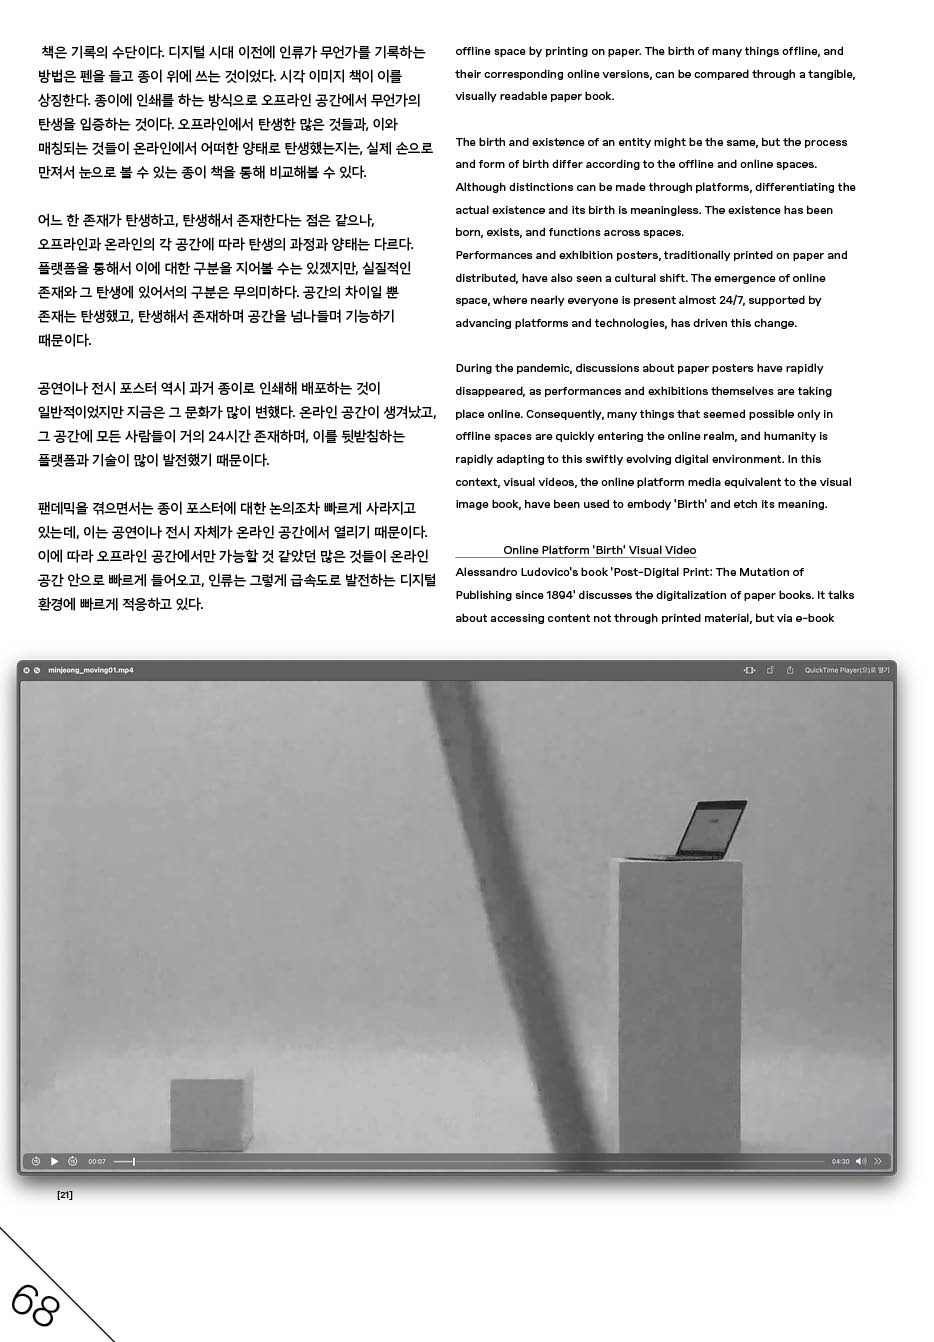 책은 기록의 수단이다. 디지털 시대 이전에 인류가 무언가를 기록하는
방법은 펜을 들고 종이 위에 쓰는 것이었다. 시각 이미지 책이 이를
상징한다. 종이에 인쇄를 하는 방식으로 오프라인 공간에서 무언가의
탄생을 입증하는 것이다. 오프라인에서 탄생한 많은 것들과, 이와
매칭되는 것들이 온라인에서 어떠한 양태로 탄생했는지는, 실제 손으로
만져서 눈으로 볼 수 있는 종이 책을 통해 비교해볼 수 있다.
어느 한 존재가 탄생하고, 탄생해서 존재한다는 점은 같으나,
오프라인과 온라인의 각 공간에 따라 탄생의 과정과 양태는 다르다.
플랫폼을 통해서 이에 대한 구분을 지어볼 수는 있겠지만, 실질적인
존재와 그 탄생에 있어서의 구분은 무의미하다. 공간의 차이일 뿐
존재는 탄생했고, 탄생해서 존재하며 공간을 넘나들며 기능하기
때문이다.
공연이나 전시 포스터 역시 과거 종이로 인쇄해 배포하는 것이
일반적이었지만 지금은 그 문화가 많이 변했다. 온라인 공간이 생겨났고,
그 공간에 모든 사람들이 거의 24시간 존재하며, 이를 뒷받침하는
플랫폼과 기술이 많이 발전했기 때문이다.
팬데믹을 겪으면서는 종이 포스터에 대한 논의조차 빠르게 사라지고
있는데, 이는 공연이나 전시 자체가 온라인 공간에서 열리기 때문이다.
이에 따라 오프라인 공간에서만 가능할 것 같았던 많은 것들이 온라인
공간 안으로 빠르게 들어오고, 인류는 그렇게 급속도로 발전하는 디지털
환경에 빠르게 적응하고 있다.
offline space by printing on paper. The birth of many things offline, and
their corresponding online versions, can be compared through a tangible,
visually readable paper book.
The birth and existence of an entity might be the same, but the process
and form of birth differ according to the offline and online spaces.
Although distinctions can be made through platforms, differentiating the
actual existence and its birth is meaningless. The existence has been
born, exists, and functions across spaces.
Performances and exhibition posters, traditionally printed on paper and
distributed, have also seen a cultural shift. The emergence of online
space, where nearly everyone is present almost 24/7, supported by
advancing platforms and technologies, has driven this change.
During the pandemic, discussions about paper posters have rapidly
disappeared, as performances and exhibitions themselves are taking
place online. Consequently, many things that seemed possible only in
offline spaces are quickly entering the online realm, and humanity is
rapidly adapting to this swiftly evolving digital environment. In this
context, visual videos, the online platform media equivalent to the visual
image book, have been used to embody 'Birth' and etch its meaning.
Online Platform 'Birth' Visual Video
Alessandro Ludovico's book 'Post-Digital Print: The Mutation of
Publishing since 1894' discusses the digitalization of paper books. It talks
about accessing content not through printed material, but via e-book
minjeong_moving01.mp4
QuickTime Player(으)로 열기
00:07
04:30
[21]
68